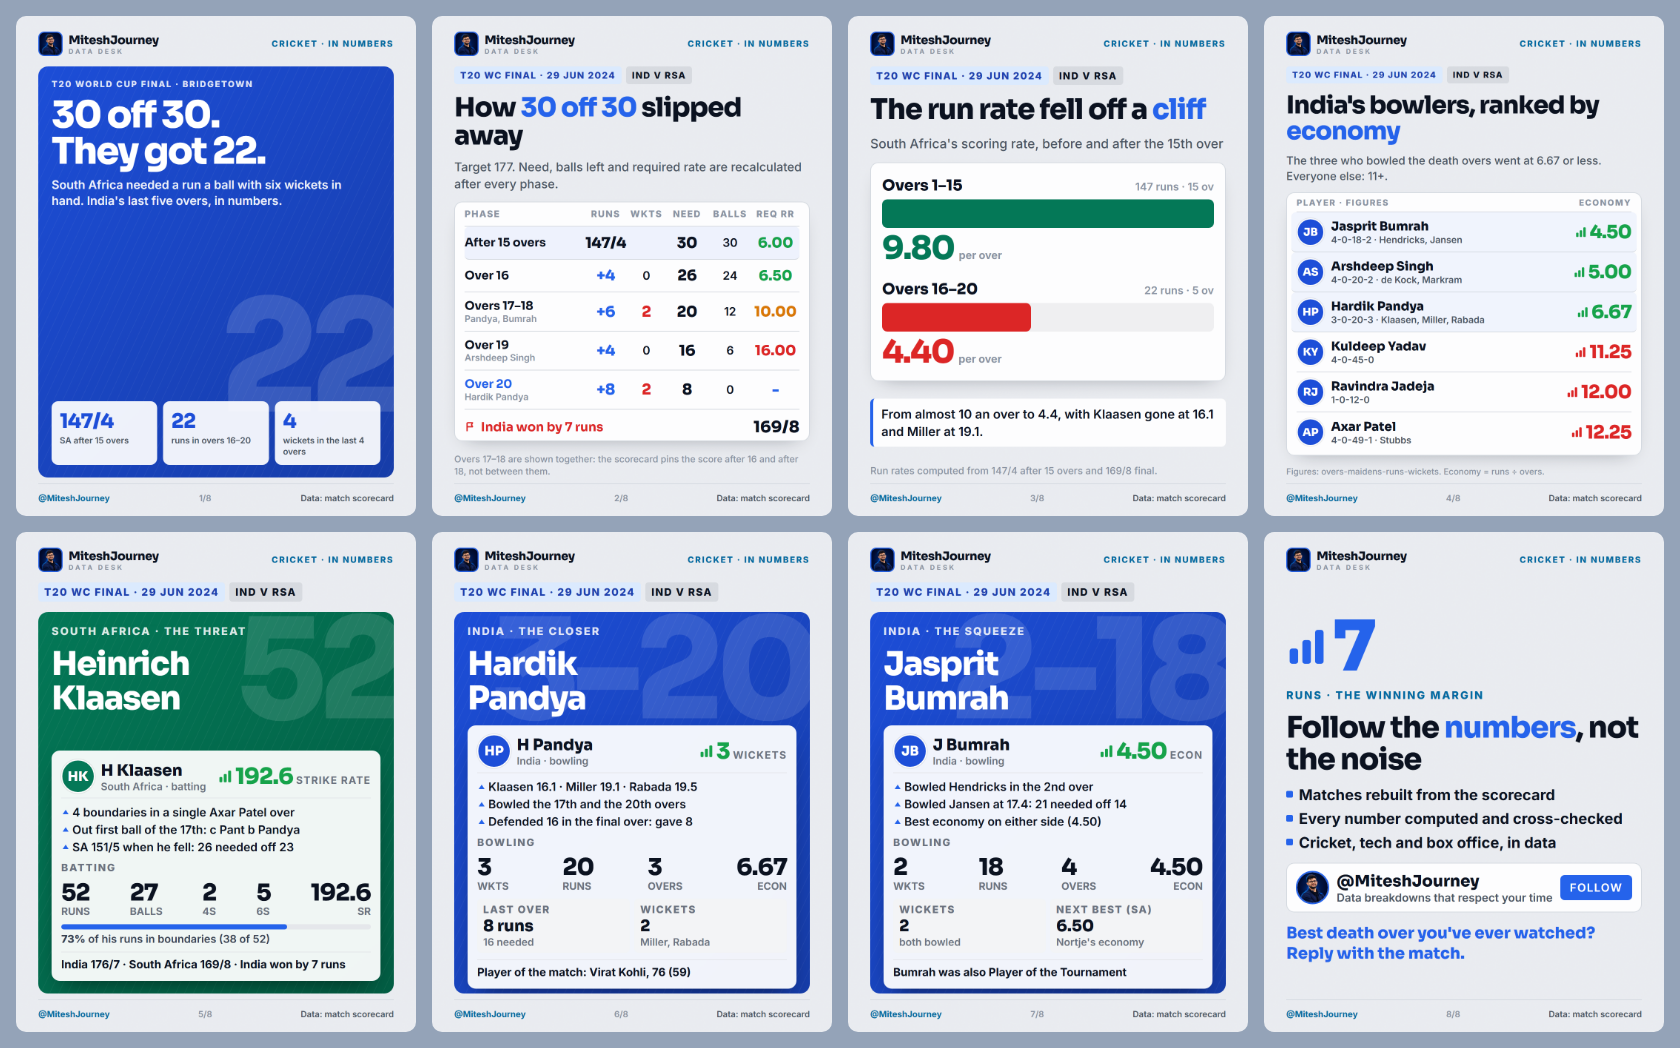 MiteshJourney
DATA DESK
CRICKET · IN NUMBERS
T20 WORLD CUP FINAL · BRIDGETOWN
30 off 30.
They got 22.
South Africa needed a run a ball with six wickets in
hand. India's last five overs, in numbers.
22
147/4
SA after 15 overs
22
runs in overs 16–20
4
wickets in the last 4
overs
@MiteshJourney
1/8
Data: match scorecard
MiteshJourney
DATA DESK
CRICKET · IN NUMBERS
T20 WC FINAL · 29 JUN 2024 IND V RSA
How 30 off 30 slipped
away
Target 177. Need, balls left and required rate are recalculated
after every phase.
PHASE RUNS WKTS NEED BALLS REQ RR
After 15 overs 147/4 30 30 6.00
Over 16 +4 0 26 24 6.50
Overs 17–18 +6 2 20 12 10.00
Pandya, Bumrah
Over 19 +4 0 16 6 16.00
Arshdeep Singh
Over 20 +8 2 8 0 -
Hardik Pandya
India won by 7 runs 169/8
Overs 17–18 are shown together: the scorecard pins the score after 16 and after
18, not between them.
@MiteshJourney
2/8
Data: match scorecard
MiteshJourney
DATA DESK
CRICKET · IN NUMBERS
T20 WC FINAL · 29 JUN 2024 IND V RSA
The run rate fell off a cliff
South Africa's scoring rate, before and after the 15th over
Overs 1–15 147 runs · 15 ov
9.80 per over
Overs 16–20 22 runs · 5 ov
4.40 per over
From almost 10 an over to 4.4, with Klaasen gone at 16.1
and Miller at 19.1.
Run rates computed from 147/4 after 15 overs and 169/8 final.
@MiteshJourney
3/8
Data: match scorecard
MiteshJourney
DATA DESK
CRICKET · IN NUMBERS
T20 WC FINAL · 29 JUN 2024 IND V RSA
India's bowlers, ranked by
economy
The three who bowled the death overs went at 6.67 or less.
Everyone else: 11+.
PLAYER · FIGURES ECONOMY
JB Jasprit Bumrah 4.50
4-0-18-2 · Hendricks, Jansen
AS Arshdeep Singh 5.00
4-0-20-2 · de Kock, Markram
HP Hardik Pandya 6.67
3-0-20-3 · Klaasen, Miller, Rabada
KY Kuldeep Yadav 11.25
4-0-45-0
RJ Ravindra Jadeja 12.00
1-0-12-0
AP Axar Patel 12.25
4-0-49-1 · Stubbs
Figures: overs-maidens-runs-wickets. Economy = runs ÷ overs.
@MiteshJourney
4/8
Data: match scorecard
MiteshJourney
DATA DESK
CRICKET · IN NUMBERS
T20 WC FINAL · 29 JUN 2024 IND V RSA
52
SOUTH AFRICA · THE THREAT
Heinrich
Klaasen
HK H Klaasen 192.6 STRIKE RATE
South Africa · batting
4 boundaries in a single Axar Patel over
Out first ball of the 17th: c Pant b Pandya
SA 151/5 when he fell: 26 needed off 23
BATTING
52 27 2 5 192.6
RUNS BALLS 4S 6S SR
73% of his runs in boundaries (38 of 52)
India 176/7 · South Africa 169/8 · India won by 7 runs
@MiteshJourney
5/8
Data: match scorecard
MiteshJourney
DATA DESK
CRICKET · IN NUMBERS
T20 WC FINAL · 29 JUN 2024 IND V RSA
3-20
INDIA · THE CLOSER
Hardik
Pandya
HP H Pandya 3 WICKETS
India · bowling
Klaasen 16.1 · Miller 19.1 · Rabada 19.5
Bowled the 17th and the 20th overs
Defended 16 in the final over: gave 8
BOWLING
3 20 3 6.67
WKTS RUNS OVERS ECON
LAST OVER WICKETS
8 runs 2
16 needed Miller, Rabada
Player of the match: Virat Kohli, 76 (59)
@MiteshJourney
6/8
Data: match scorecard
MiteshJourney
DATA DESK
CRICKET · IN NUMBERS
T20 WC FINAL · 29 JUN 2024 IND V RSA
2-18
INDIA · THE SQUEEZE
Jasprit
Bumrah
JB J Bumrah 4.50 ECON
India · bowling
Bowled Hendricks in the 2nd over
Bowled Jansen at 17.4: 21 needed off 14
Best economy on either side (4.50)
BOWLING
2 18 4 4.50
WKTS RUNS OVERS ECON
WICKETS NEXT BEST (SA)
2 6.50
both bowled Nortje's economy
Bumrah was also Player of the Tournament
@MiteshJourney
7/8
Data: match scorecard
MiteshJourney
DATA DESK
CRICKET · IN NUMBERS
7
RUNS · THE WINNING MARGIN
Follow the numbers, not
the noise
Matches rebuilt from the scorecard
Every number computed and cross-checked
Cricket, tech and box office, in data
@MiteshJourney
Data breakdowns that respect your time
FOLLOW
Best death over you've ever watched?
Reply with the match.
@MiteshJourney
8/8
Data: match scorecard